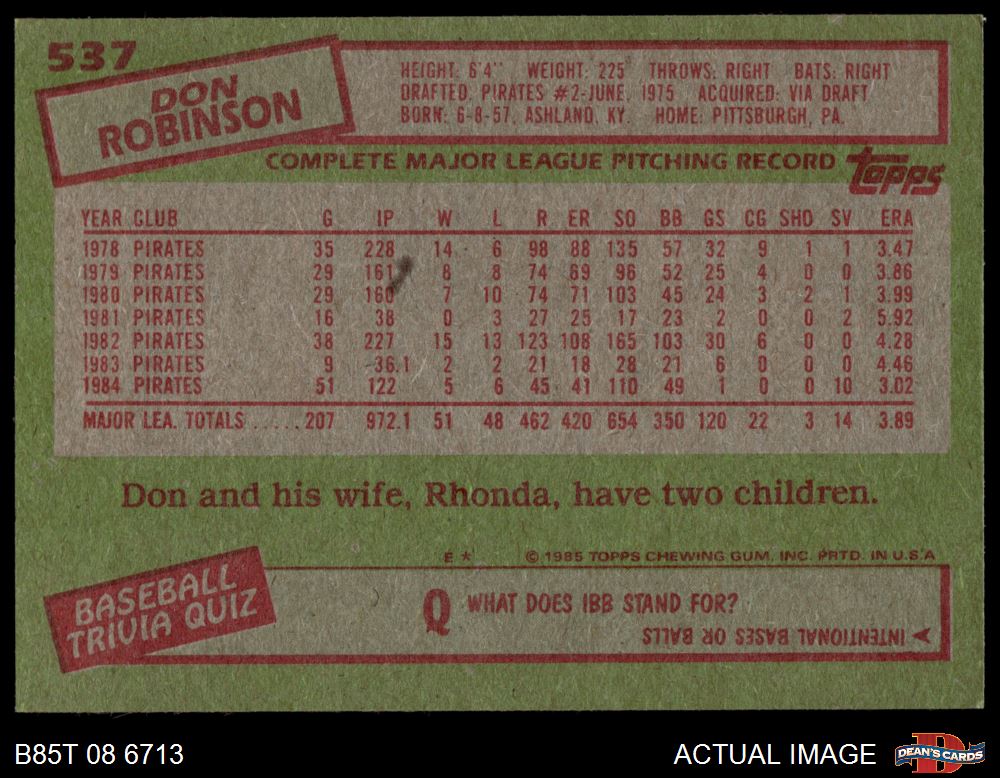 537
DON
ROBINSON
HEIGHT: 6'4" WEIGHT: 225 THROWS: RIGHT BATS: RIGHT
DRAFTED, PIRATES #2-JUNE, 1975 ACQUIRED: VIA DRAFT
BORN: 6-8-57, ASHLAND, KY. HOME: PITTSBURGH, PA.
COMPLETE MAJOR LEAGUE PITCHING RECORD
Topps
YEAR CLUB G IP W L R ER SO BB GS CG SHO SV ERA
1978 PIRATES 35 228 14 6 98 88 135 57 32 9 1 1 3.47
1979 PIRATES 29 161 8 8 74 69 96 52 25 4 0 0 3.86
1980 PIRATES 29 160 7 10 74 71 103 45 24 3 2 1 3.99
1981 PIRATES 16 38 0 3 27 25 17 23 2 0 0 2 5.92
1982 PIRATES 38 227 15 13 123 108 165 103 30 6 0 0 4.28
1983 PIRATES 9 36.1 2 2 21 18 28 21 6 0 0 0 4.46
1984 PIRATES 51 122 5 6 45 41 110 49 1 0 0 10 3.02
MAJOR LEA. TOTALS .....207 972.1 51 48 462 420 654 350 120 22 3 14 3.89
Don and his wife, Rhonda, have two children.
E * © 1985 TOPPS CHEWING GUM, INC. PRTD. IN U.S.A
BASEBALL
TRIVIA QUIZ
Q WHAT DOES IBB STAND FOR?
A INTENTIONAL BASES OR BALLS
B85T 08 6713
ACTUAL IMAGE
D
DEAN'S CARDS